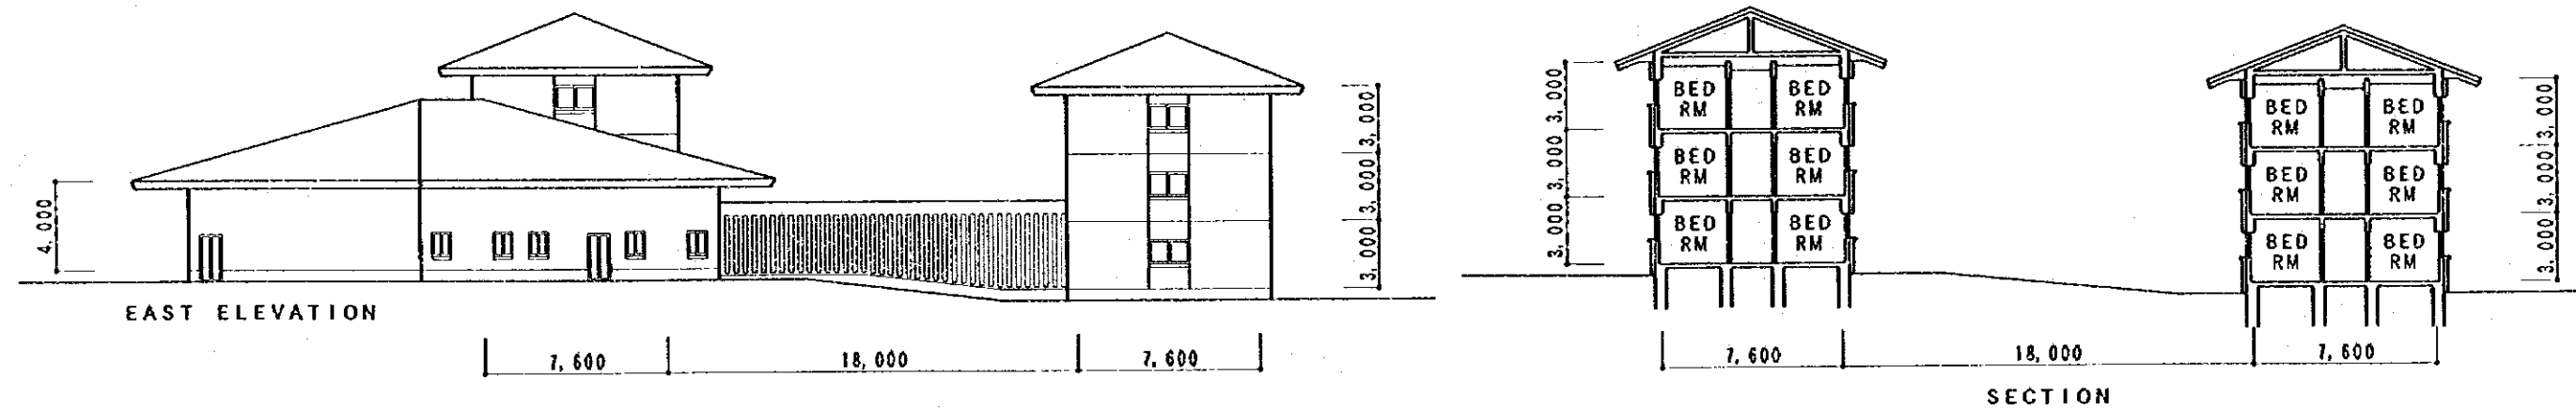 4,000
3,000
3,000
3,000
EAST ELEVATION
7,600
18,000
7,600
3,000
3,000
3,000
BED
RM
BED
RM
BED
RM
BED
RM
BED
RM
BED
RM
BED
RM
BED
RM
BED
RM
BED
RM
BED
RM
BED
RM
3,000
3,000
3,000
7,600
18,000
7,600
SECTION